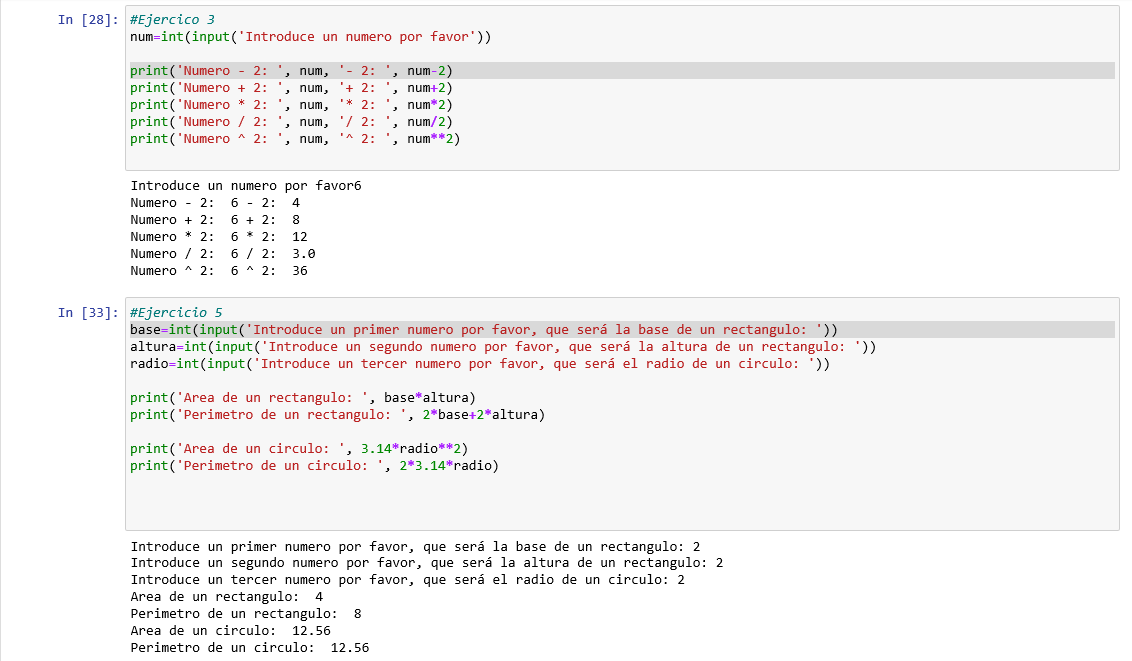 In [28]: #Ejercico 3
num=int(input('Introduce un numero por favor'))
print('Numero - 2: ', num, '- 2: ', num-2)
print('Numero + 2: ', num, '+ 2: ', num+2)
print('Numero * 2: ', num, '* 2: ', num*2)
print('Numero / 2: ', num, '/ 2: ', num/2)
print('Numero ^ 2: ', num, '^ 2: ', num**2)
Introduce un numero por favor6
Numero - 2:  6 - 2:  4
Numero + 2:  6 + 2:  8
Numero * 2:  6 * 2:  12
Numero / 2:  6 / 2:  3.0
Numero ^ 2:  6 ^ 2:  36
In [33]: #Ejercicio 5
base=int(input('Introduce un primer numero por favor, que será la base de un rectangulo: '))
altura=int(input('Introduce un segundo numero por favor, que será la altura de un rectangulo: '))
radio=int(input('Introduce un tercer numero por favor, que será el radio de un circulo: '))
print('Area de un rectangulo: ', base*altura)
print('Perimetro de un rectangulo: ', 2*base+2*altura)
print('Area de un circulo: ', 3.14*radio**2)
print('Perimetro de un circulo: ', 2*3.14*radio)
Introduce un primer numero por favor, que será la base de un rectangulo: 2
Introduce un segundo numero por favor, que será la altura de un rectangulo: 2
Introduce un tercer numero por favor, que será el radio de un circulo: 2
Area de un rectangulo:  4
Perimetro de un rectangulo:  8
Area de un circulo:  12.56
Perimetro de un circulo:  12.56